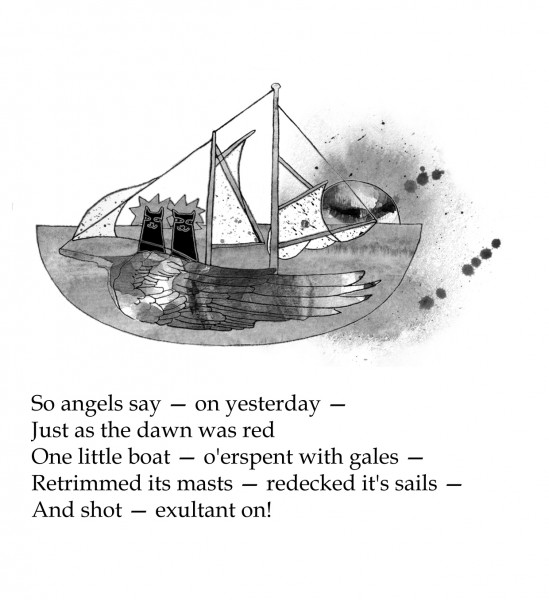 So angels say — on yesterday —
Just as the dawn was red
One little boat — o'erspent with gales —
Retrimmed its masts — redecked it's sails —
And shot — exultant on!